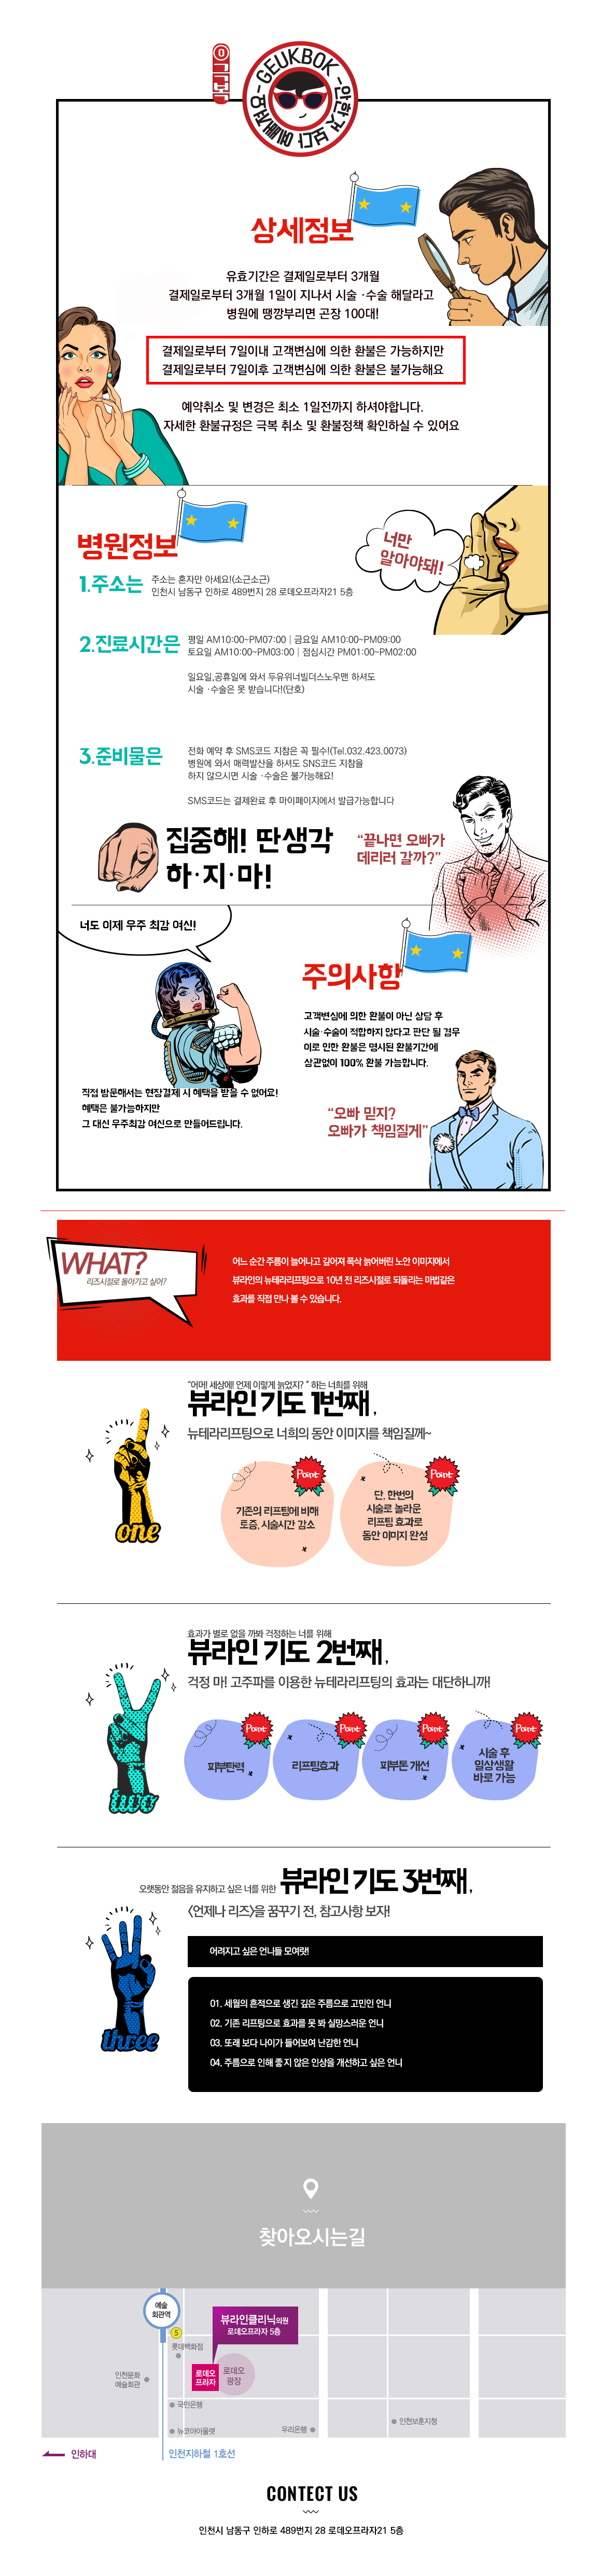 극복
GEUKBOK
안한거 보다 예뻐져요
상세정보
유효기간은 결제일로부터 3개월
결제일로부터 3개월 1일이 지나서 시술 ·수술 해달라고
병원에 땡깡부리면 곤장 100대!
결제일로부터 7일이내 고객변심에 의한 환불은 가능하지만
결제일로부터 7일이후 고객변심에 의한 환불은 불가능해요
예약취소 및 변경은 최소 1일전까지 하셔야합니다.
자세한 환불규정은 극복 취소 및 환불정책 확인하실 수 있어요
병원정보
너만
알아야돼!
1.주소는
주소는 혼자만 아세요!(소근소근)
인천시 남동구 인하로 489번지 28 로데오프라자21 5층
2.진료시간은
평일 AM10:00~PM07:00 | 금요일 AM10:00~PM09:00
토요일 AM10:00~PM03:00 | 점심시간 PM01:00~PM02:00
일요일,공휴일에 와서 두유위너빌더스노우맨 하셔도
시술 ·수술은 못 받습니다!(단호)
3.준비물은
전화 예약 후 SMS코드 지참은 꼭 필수!(Tel.032.423.0073)
병원에 와서 매력발산을 하셔도 SNS코드 지참을
하지 않으시면 시술 ·수술은 불가능해요!
SMS코드는 결제완료 후 마이페이지에서 발급가능합니다
집중해! 딴생각
하·지·마!
“끝나면 오빠가
데리러 갈까?”
너도 이제 우주 최강 여신!
주의사항
고객변심에 의한 환불이 아닌 상담 후
시술·수술이 적합하지 않다고 판단 될 경우
이로 인한 환불은 명시된 환불기간에
상관없이 100% 환불 가능합니다.
직접 방문해서는 현장결제 시 혜택을 받을 수 없어요!
혜택은 불가능하지만
그 대신 우주최강 여신으로 만들어드립니다.
“오빠 믿지?
오빠가 책임질게”
WHAT?
리즈시절로 돌아가고 싶어?
어느 순간 주름이 늘어나고 깊어져 폭삭 늙어버린 노안 이미지에서
뷰라인의 뉴테라리프팅으로 10년 전 리즈시절로 되돌리는 마법같은
효과를 직접 만나 볼 수 있습니다.
“어머! 세상에! 언제 이렇게 늙었지? ” 하는 너희를 위해
뷰라인 기도 1번째,
뉴테라리프팅으로 너희의 동안 이미지를 책임질께~
one
Point
기존의 리프팅에 비해
통증, 시술시간 감소
Point
단, 한번의
시술로 놀라운
리프팅 효과로
동안 이미지 완성
효과가 별로 없을 까봐 걱정하는 너를 위해
뷰라인 기도 2번째,
걱정 마! 고주파를 이용한 뉴테라리프팅의 효과는 대단하니까!
two
Point
피부탄력
Point
리프팅효과
Point
피부톤 개선
Point
시술 후
일상생활
바로 가능
오랫동안 젊음을 유지하고 싶은 너를 위한 뷰라인 기도 3번째,
〈언제나 리즈〉을 꿈꾸기 전, 참고사항 보자!
three
어려지고 싶은 언니들 모여랏!
01. 세월의 흔적으로 생긴 깊은 주름으로 고민인 언니
02. 기존 리프팅으로 효과를 못 봐 실망스러운 언니
03. 또래 보다 나이가 들어보여 난감한 언니
04. 주름으로 인해 좋지 않은 인상을 개선하고 싶은 언니
찾아오시는길
예술
회관역
5
뷰라인클리닉의원
로데오프라자 5층
롯데백화점
인천문화
예술회관
로데오
프라자
로데오
광장
국민은행
뉴코아아울렛
우리은행
인천보훈지청
인하대
인천지하철 1호선
CONTECT US
인천시 남동구 인하로 489번지 28 로데오프라자21 5층